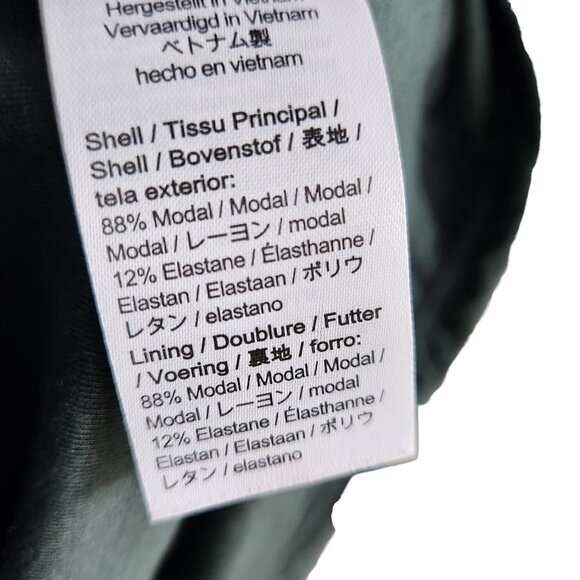 Hergestellt in Vietnam
Vervaardigd in Vietnam
ベトナム製
hecho en vietnam
Shell / Tissu Principal /
Shell / Bovenstof / 表地 /
tela exterior:
88% Modal / Modal / Modal /
Modal / レーヨン / modal
12% Elastane / Élasthanne /
Elastan / Elastaan / ポリウ
レタン / elastano
Lining / Doublure / Futter
/ Voering / 裏地 / forro:
88% Modal / Modal / Modal /
Modal / レーヨン / modal
12% Elastane / Élasthanne /
Elastan / Elastaan / ポリウ
レタン / elastano